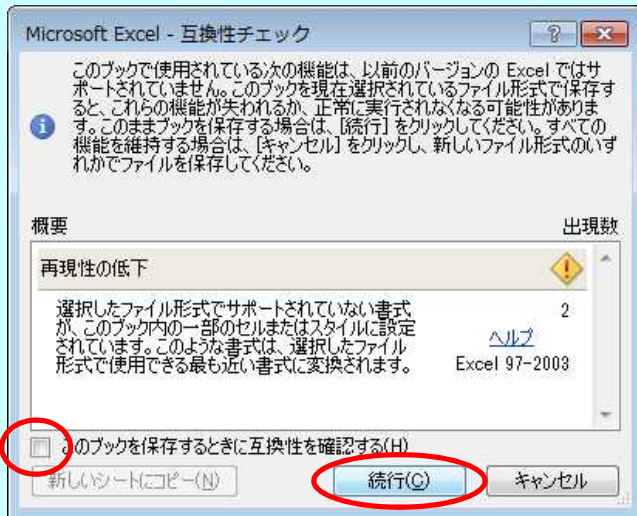 Microsoft Excel - 互換性チェック
このブックで使用されている次の機能は、以前のバージョンの Excel ではサ
ポートされていません。このブックを現在選択されているファイル形式で保存す
ると、これらの機能が失われるか、正常に実行されなくなる可能性がありま
す。このままブックを保存する場合は、[続行] をクリックしてください。すべての
機能を維持する場合は、[キャンセル] をクリックし、新しいファイル形式のいず
れかでファイルを保存してください。
概要 出現数
再現性の低下
選択したファイル形式でサポートされていない書式 2
が、このブック内の一部のセルまたはスタイルに設定
されています。このような書式は、選択したファイル ヘルプ
形式で使用できる最も近い書式に変換されます。 Excel 97-2003
このブックを保存するときに互換性を確認する(H)
新しいシートにコピー(N) 続行(C) キャンセル